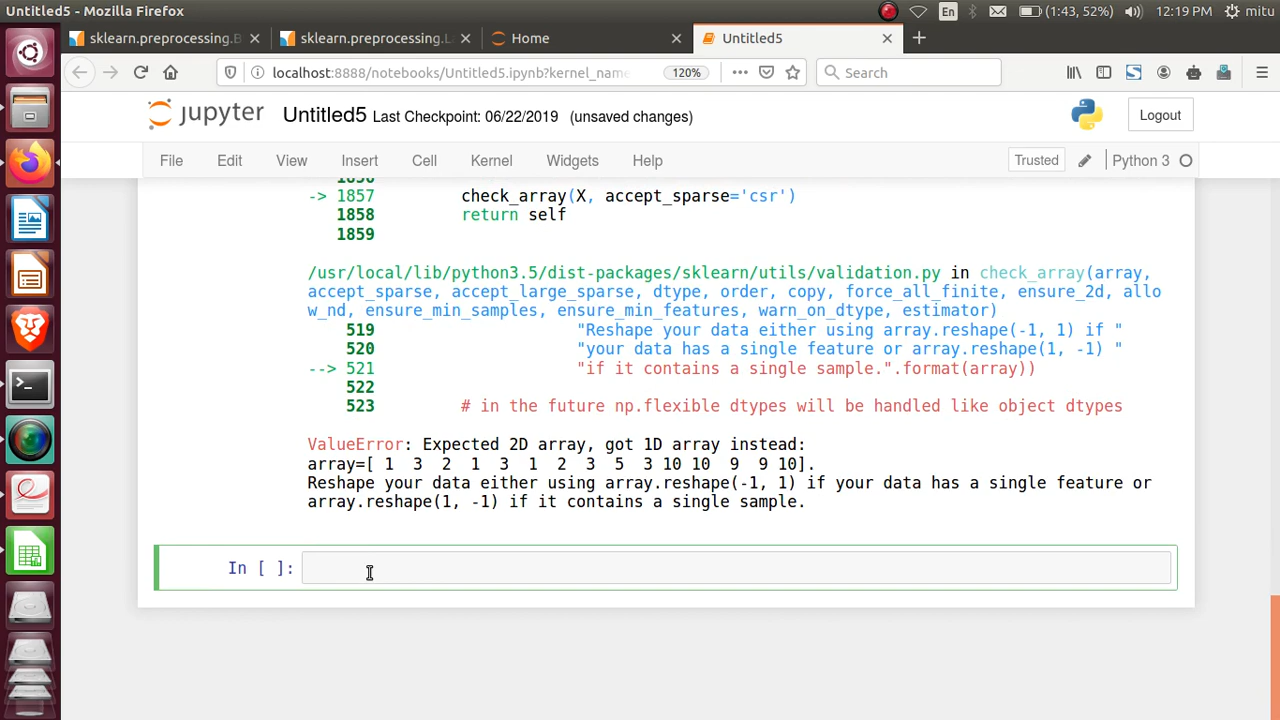 Untitled5 - Mozilla Firefox
En
(1:43, 52%)
12:19 PM
mitu
sklearn.preprocessing.
sklearn.preprocessing.L
Home
Untitled5
localhost:8888/notebooks/Untitled5.ipynb?kernel_name
120%
Search
jupyter
Untitled5 Last Checkpoint: 06/22/2019 (unsaved changes)
Logout
File Edit View Insert Cell Kernel Widgets Help
Trusted
Python 3
1856
-> 1857 check_array(X, accept_sparse='csr')
1858 return self
1859
/usr/local/lib/python3.5/dist-packages/sklearn/utils/validation.py in check_array(array,
accept_sparse, accept_large_sparse, dtype, order, copy, force_all_finite, ensure_2d, allo
w_nd, ensure_min_samples, ensure_min_features, warn_on_dtype, estimator)
519 "Reshape your data either using array.reshape(-1, 1) if "
520 "your data has a single feature or array.reshape(1, -1) "
--> 521 "if it contains a single sample.".format(array))
522
523 # in the future np.flexible dtypes will be handled like object dtypes
ValueError: Expected 2D array, got 1D array instead:
array=[ 1 3 2 1 3 1 2 3 5 3 10 10 9 9 10].
Reshape your data either using array.reshape(-1, 1) if your data has a single feature or
array.reshape(1, -1) if it contains a single sample.
In [ ]: